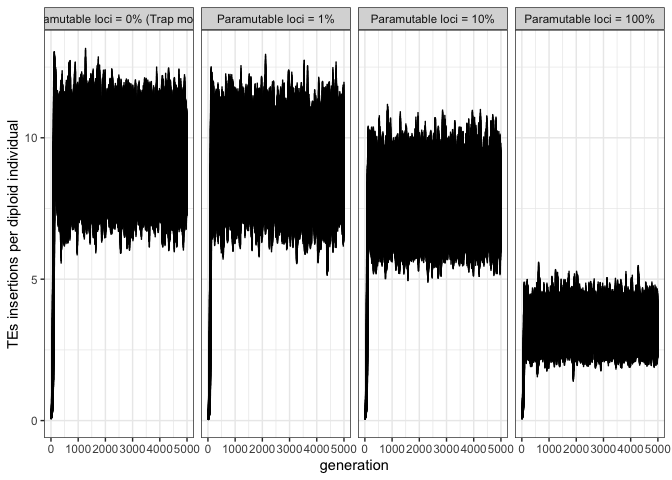 amutable loci = 0% (Trap mo
Paramutable loci = 1%
Paramutable loci = 10%
Paramutable loci = 100%
TEs insertions per diploid individual
10
5
0
0 1000 2000 3000 4000 5000
0 1000 2000 3000 4000 5000
0 1000 2000 3000 4000 5000
0 1000 2000 3000 4000 5000
generation